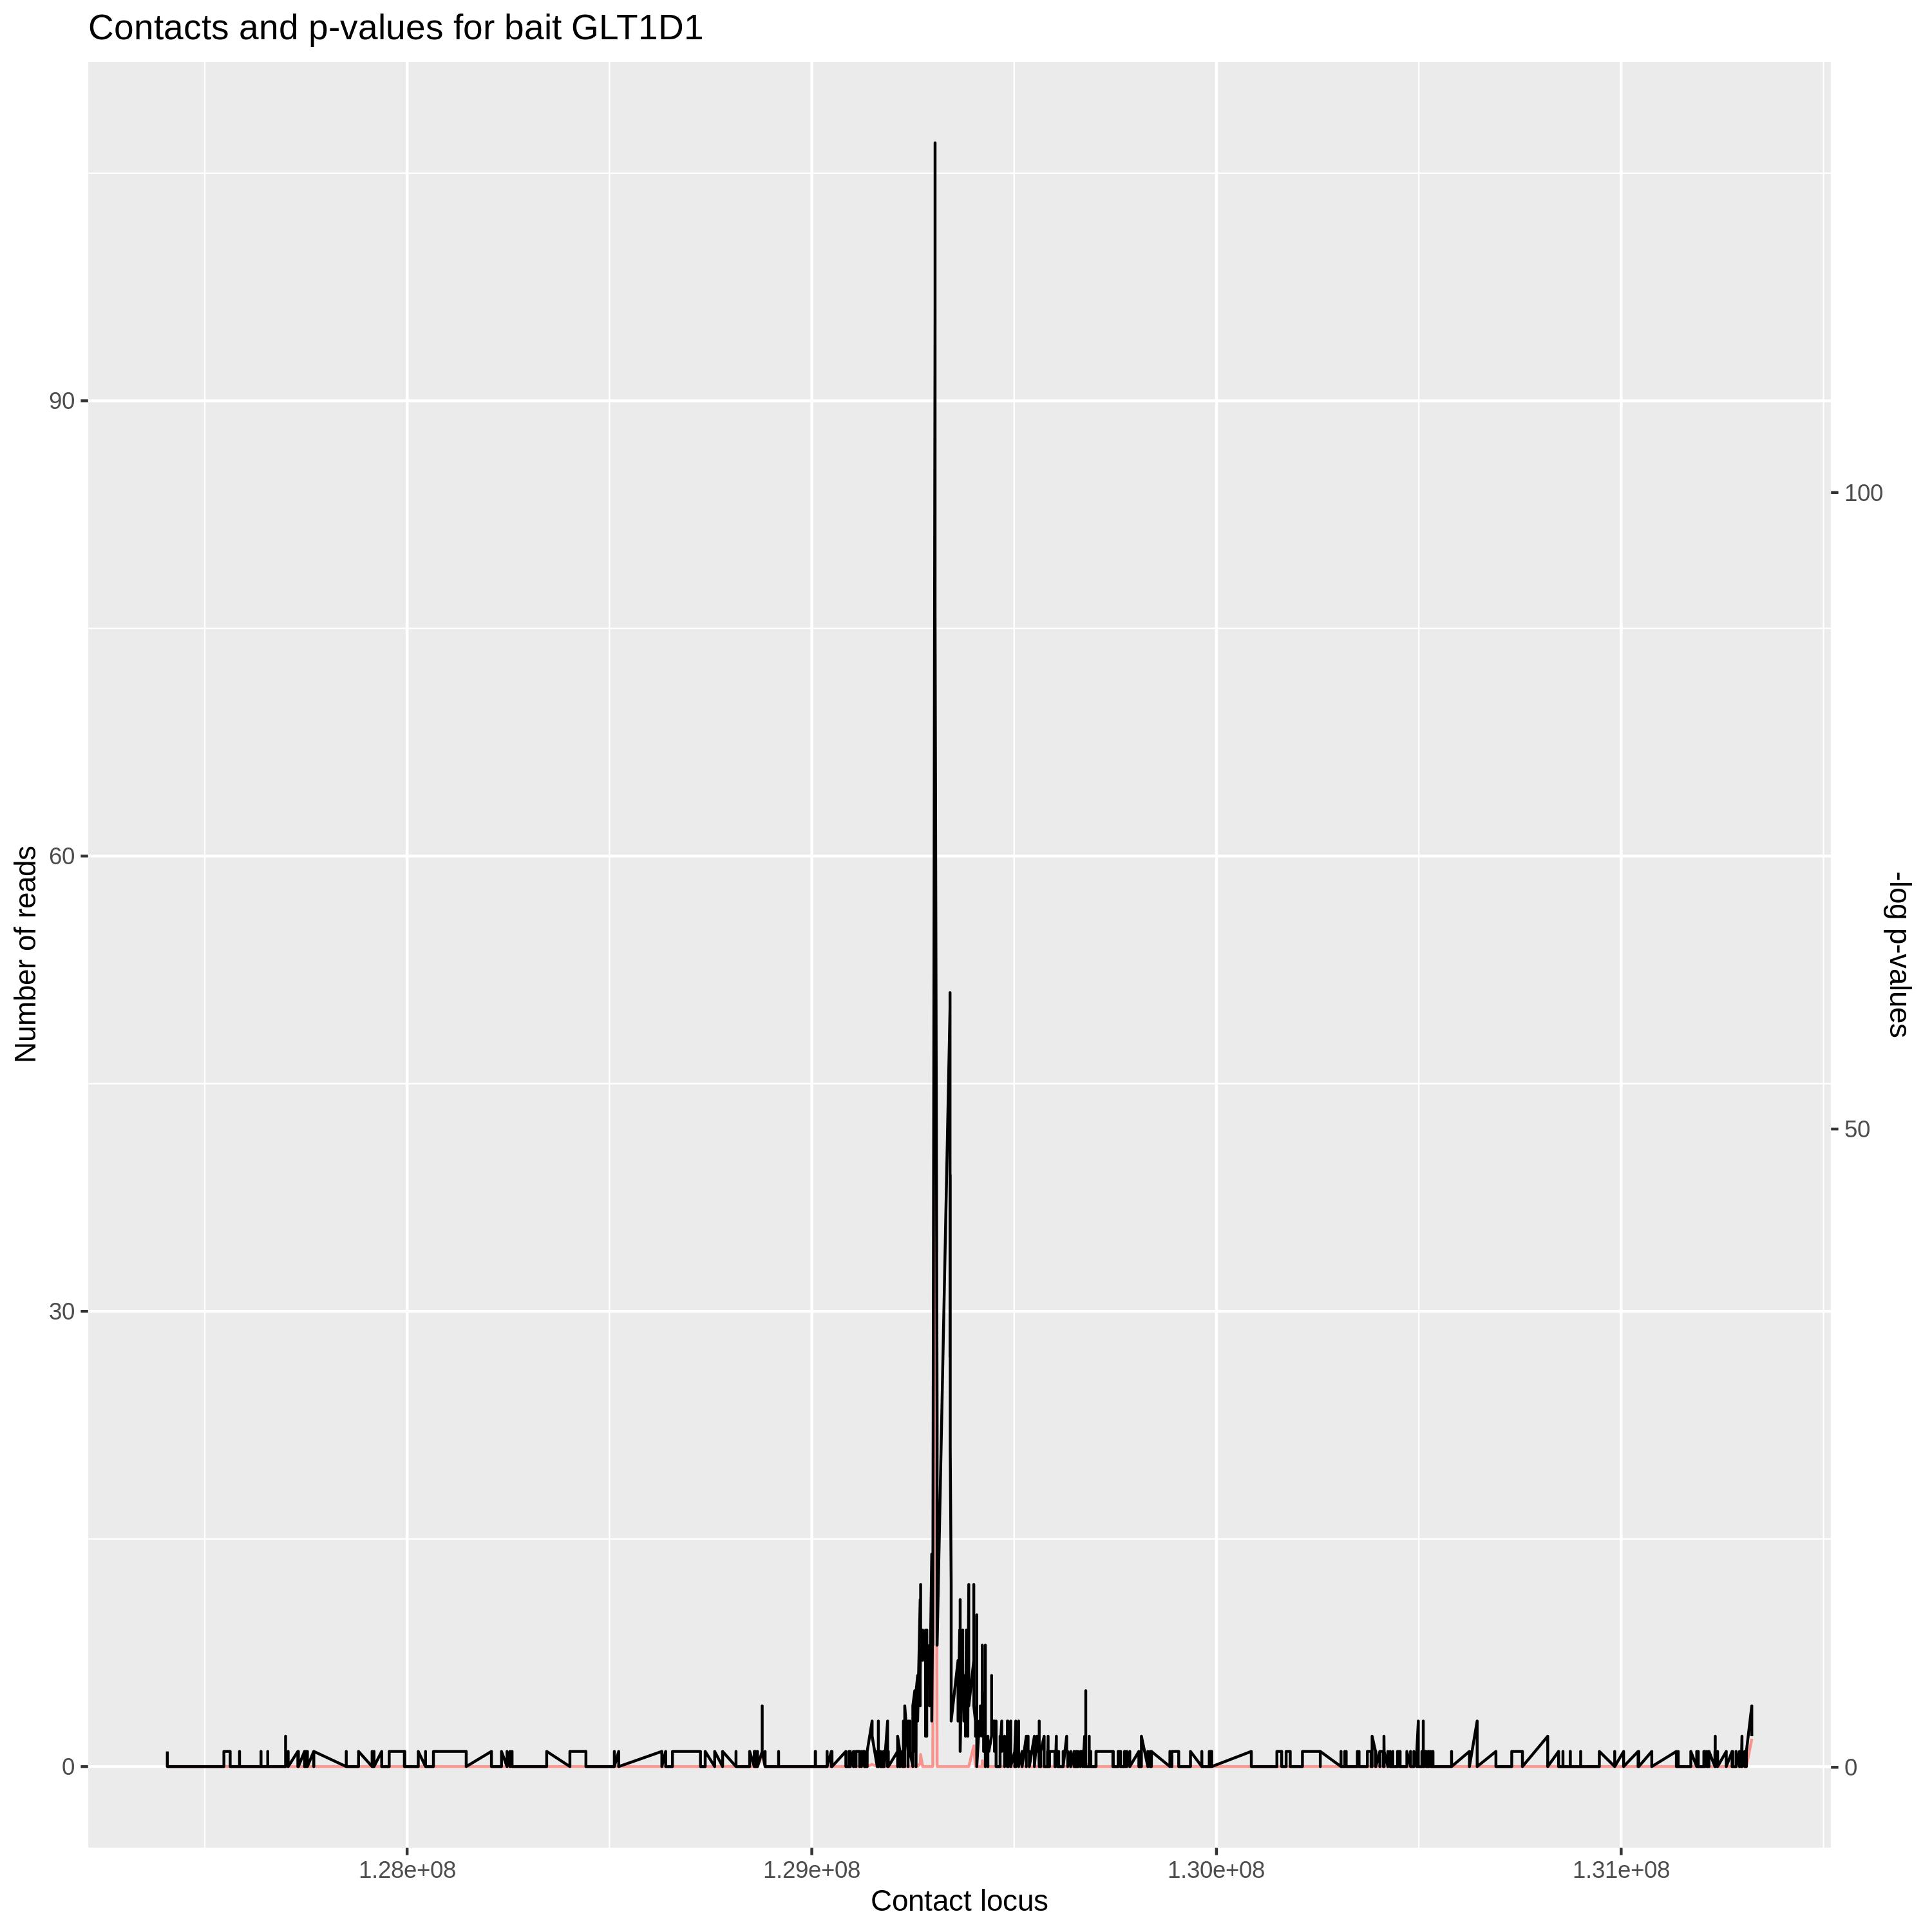 Contacts and p-values for bait GLT1D1
Number of reads
90
60
30
0
100
50
0
-log p-values
1.28e+08
1.29e+08
1.30e+08
1.31e+08
Contact locus